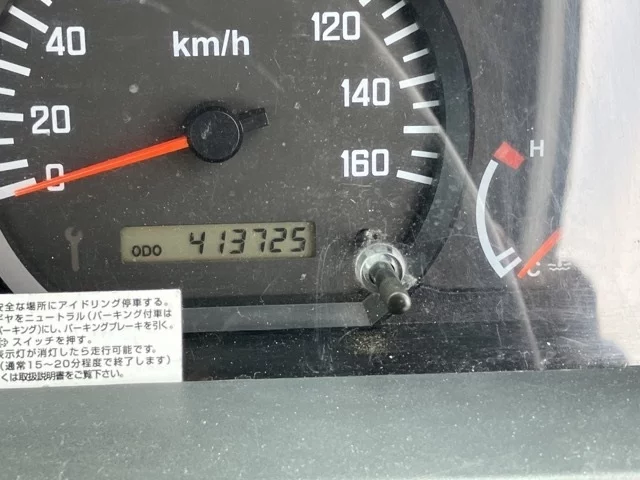 40
km/h
120
20
140
0
160
H
ODO 413725
C
安全な場所にアイドリング停車する。
ギヤをニュートラル(パーキング付車は
パーキング)にし、パーキングブレーキを引く。
スイッチを押す。
表示灯が消灯したら走行可能です。
(通常15~20分程度で終了します)
くは取扱説明書をご覧下さい。